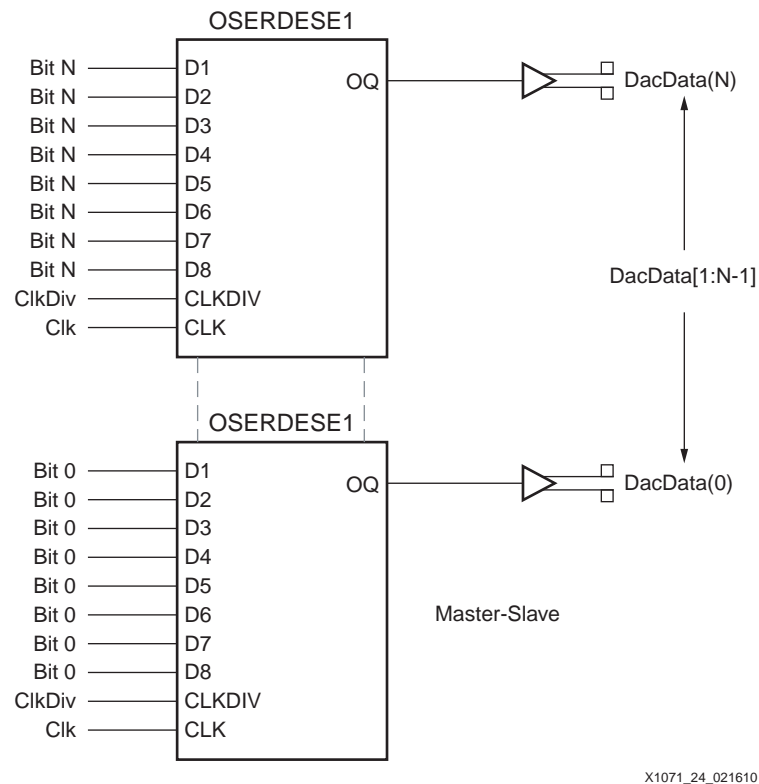 OSERDESE1
Bit N D1
Bit N D2
Bit N D3
Bit N D4
Bit N D5
Bit N D6
Bit N D7
Bit N D8
ClkDiv CLKDIV
Clk CLK
OQ
DacData(N)
DacData[1:N-1]
OSERDESE1
Bit 0 D1
Bit 0 D2
Bit 0 D3
Bit 0 D4
Bit 0 D5
Bit 0 D6
Bit 0 D7
Bit 0 D8
ClkDiv CLKDIV
Clk CLK
OQ
DacData(0)
Master-Slave
X1071_24_021610